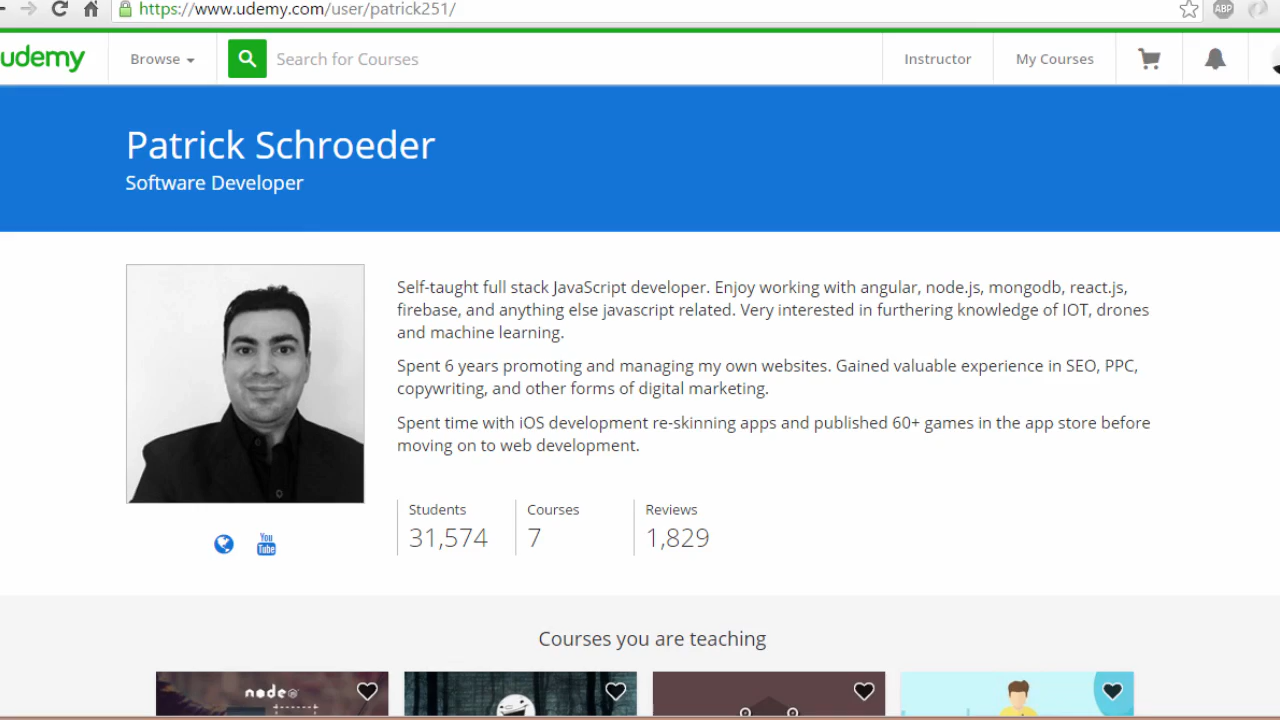 https://www.udemy.com/user/patrick251/
ABP
udemy
Browse
Search for Courses
Instructor
My Courses
Patrick Schroeder
Software Developer
Self-taught full stack JavaScript developer. Enjoy working with angular, node.js, mongodb, react.js,
firebase, and anything else javascript related. Very interested in furthering knowledge of IOT, drones
and machine learning.
Spent 6 years promoting and managing my own websites. Gained valuable experience in SEO, PPC,
copywriting, and other forms of digital marketing.
Spent time with iOS development re-skinning apps and published 60+ games in the app store before
moving on to web development.
Students
Courses
Reviews
31,574
7
1,829
You
Tube
Courses you are teaching
node